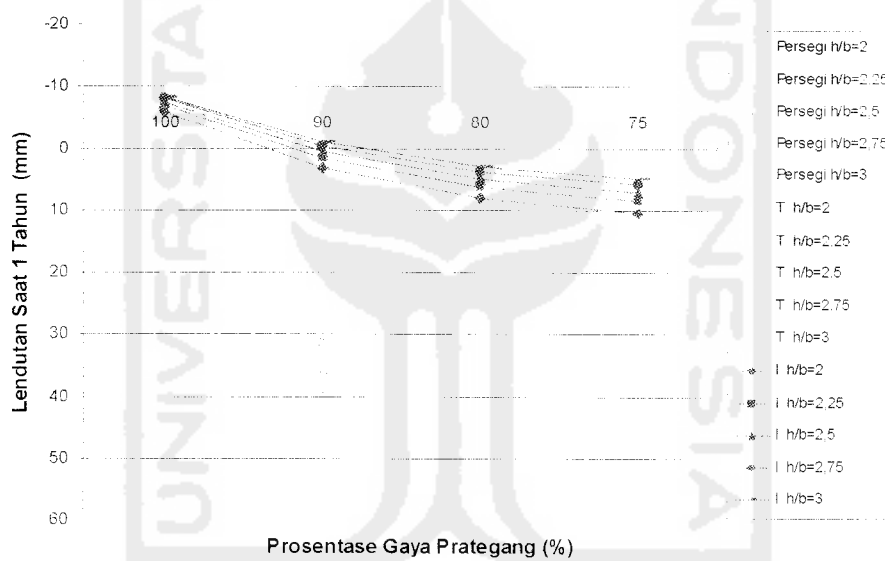 -20
-10
0
10
20
30
40
50
60
100
90
80
75
Lendutan Saat 1 Tahun (mm)
Prosentase Gaya Prategang (%)
Persegi h/b=2
Persegi h/b=2,25
Persegi h/b=2,5
Persegi h/b=2,75
Persegi h/b=3
T h/b=2
T h/b=2,25
T h/b=2,5
T h/b=2,75
T h/b=3
I h/b=2
I h/b=2,25
I h/b=2,5
I h/b=2,75
I h/b=3
UNIVERSITA
NDONESIA